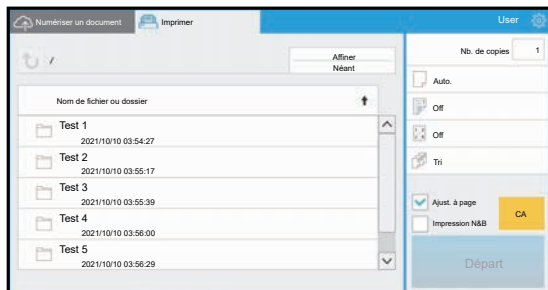 Numériser un document
Imprimer
User
/
Affiner
Néant
Nom de fichier ou dossier
Test 1
2021/10/10 03:54:27
Test 2
2021/10/10 03:55:17
Test 3
2021/10/10 03:55:39
Test 4
2021/10/10 03:56:00
Test 5
2021/10/10 03:56:29
Nb. de copies 1
Auto.
Off
Off
Tri
Ajust. à page
Impression N&B
CA
Départ